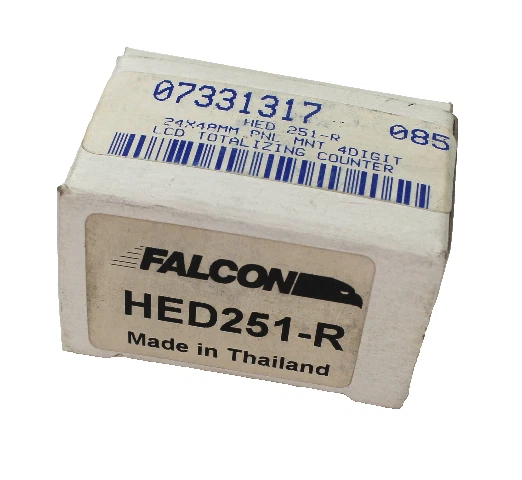 07331317
085
HED 251-R
24X48MM PNL MNT 4DIGIT
LCD TOTALIZING COUNTER
FALCON
HED251-R
Made in Thailand